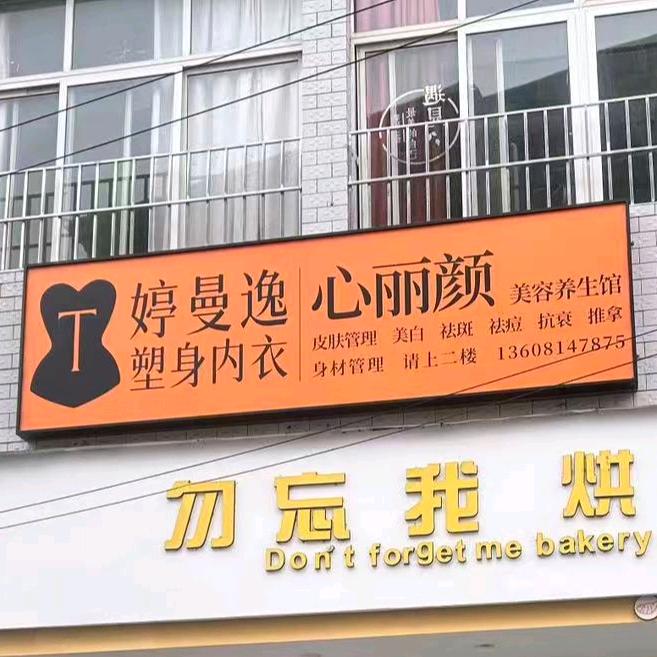 遇見
T
婷曼逸
塑身内衣
心丽颜 美容养生馆
皮肤管理 美白 祛斑 祛痘 抗衰 推拿
身材管理 请上二楼 13608147875
勿忘我烘
Don't forget me bakery